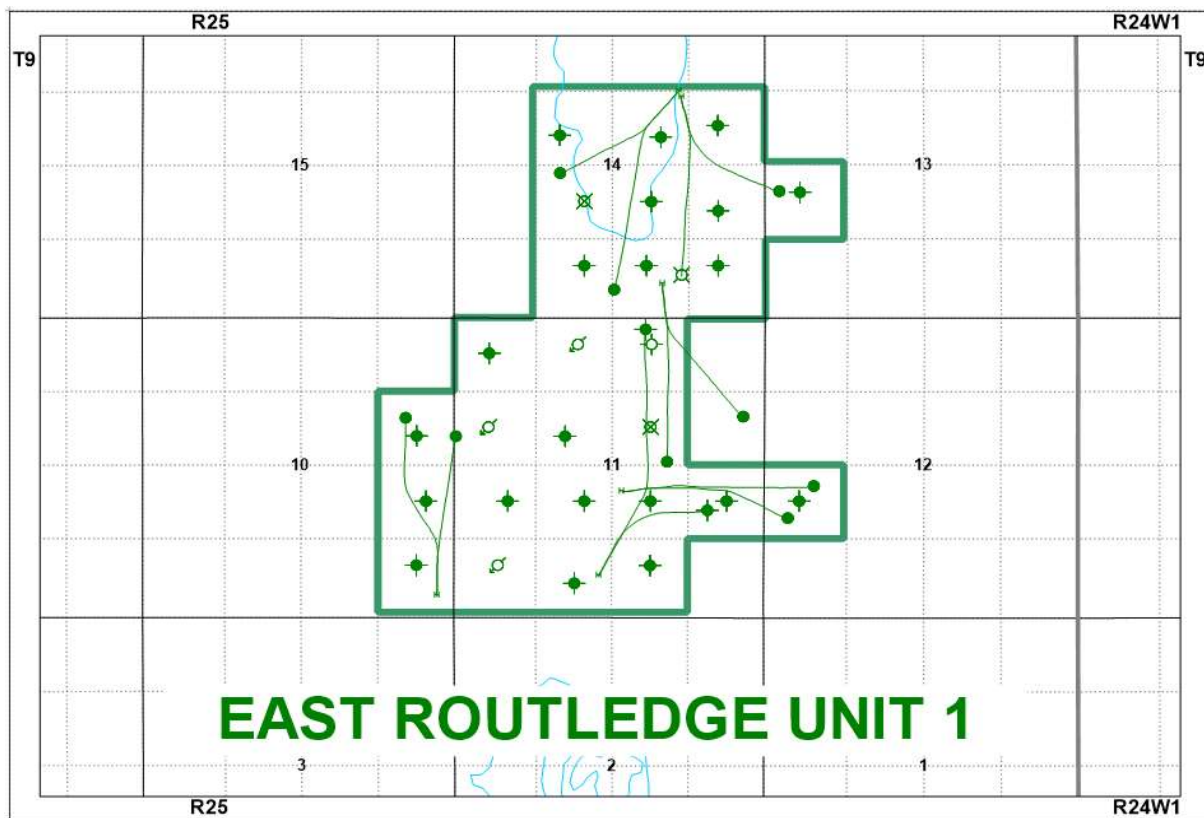 R25 R24W1
T9 T9
15 14 13
10 11 12
EAST ROUTLEDGE UNIT 1
3 2 1
R25 R24W1